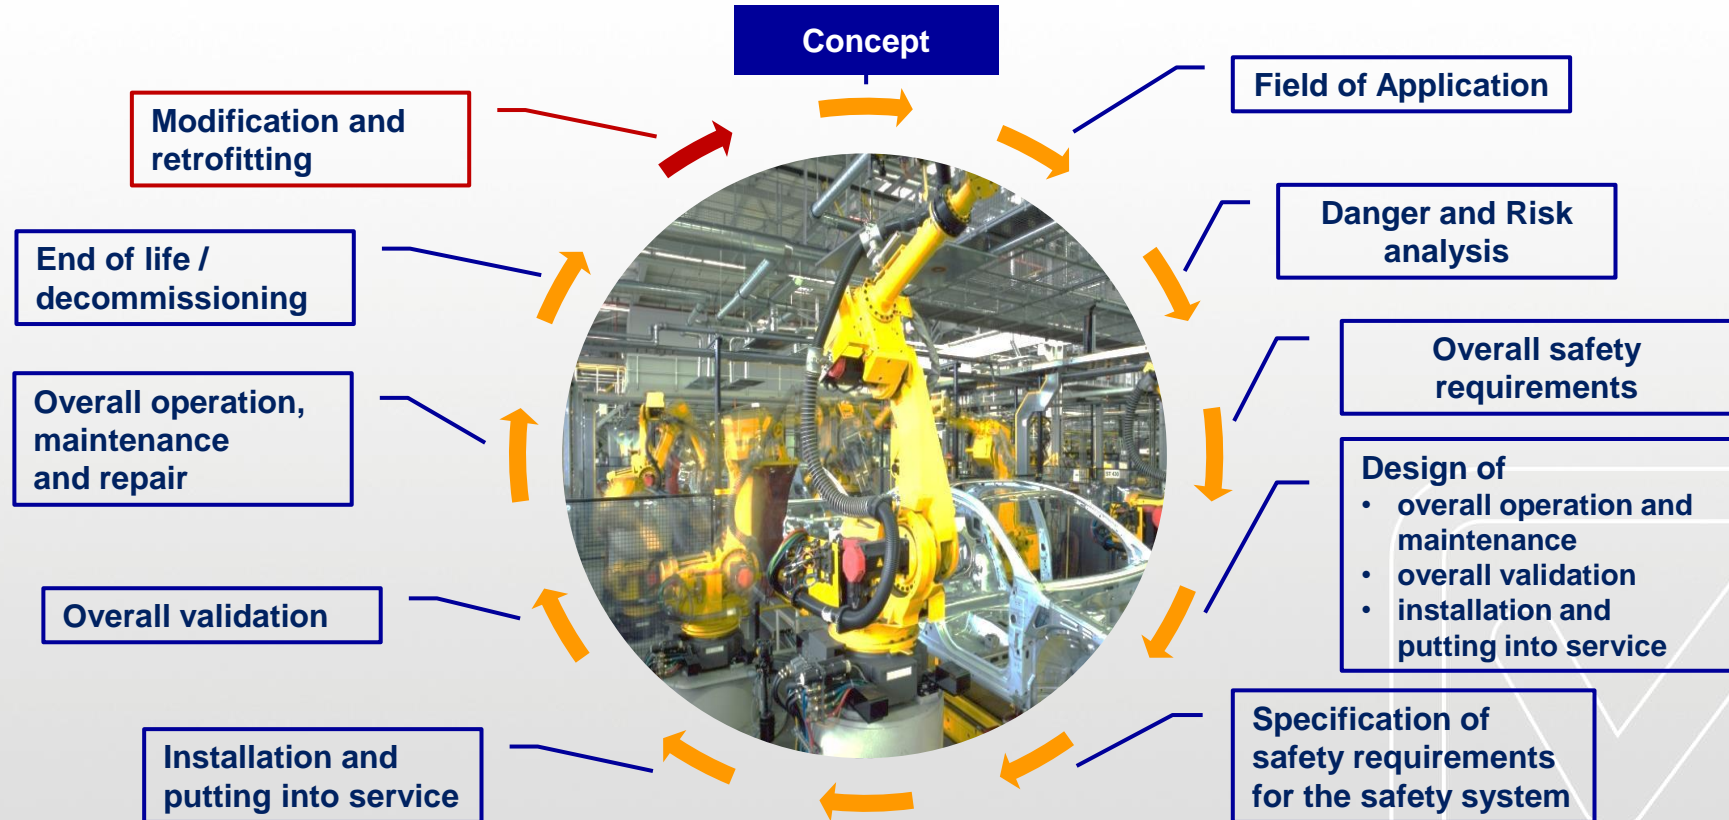 Concept
Field of Application
Danger and Risk
analysis
Overall safety
requirements
Design of
• overall operation and
maintenance
• overall validation
• installation and
putting into service
Specification of
safety requirements
for the safety system
Installation and
putting into service
Overall validation
Overall operation,
maintenance
and repair
End of life /
decommissioning
Modification and
retrofitting